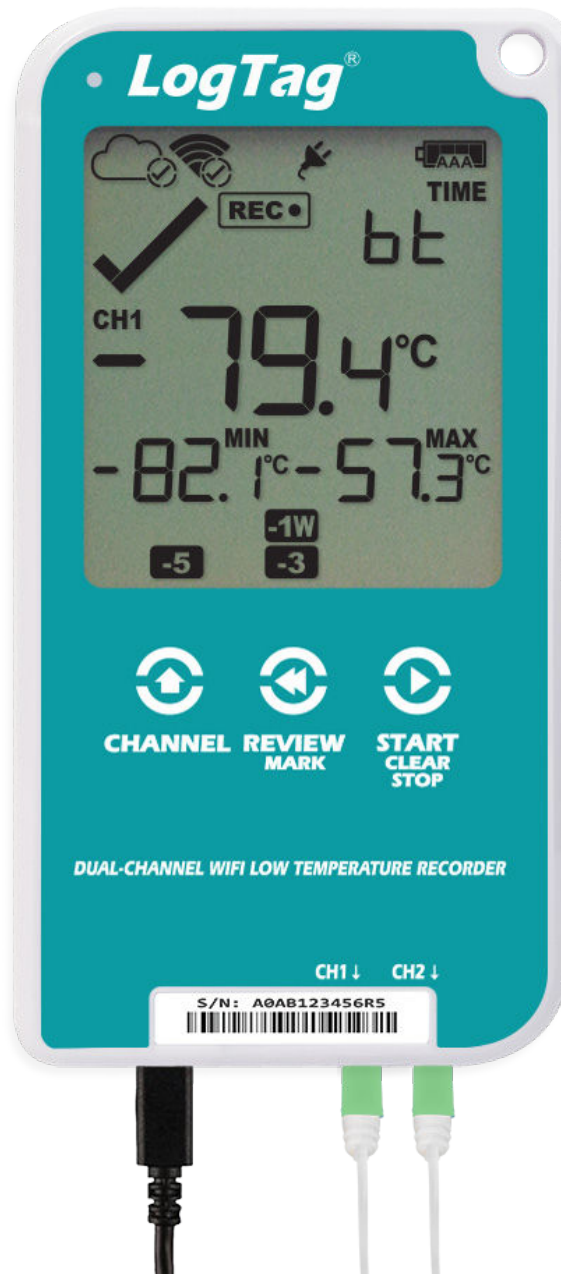 LogTag®
AAA
TIME
REC
bt
CH1
-79.4°C
MIN
MAX
-82.1°C
-57.3°C
-1W
-5
-3
CHANNEL
REVIEW
MARK
START
CLEAR
STOP
DUAL-CHANNEL WIFI LOW TEMPERATURE RECORDER
CH1↓
CH2↓
S/N: A0AB123456R5